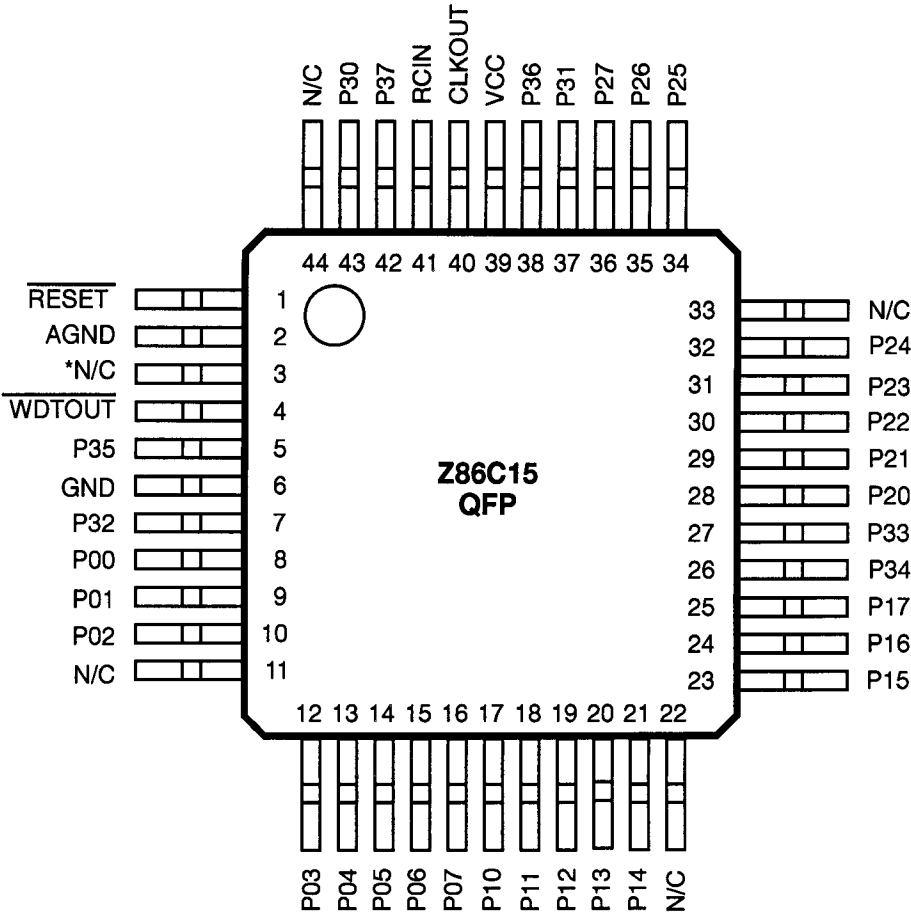 N/C
P30
P37
RCIN
CLKOUT
VCC
P36
P31
P27
P26
P25
44 43 42 41 40 39 38 37 36 35 34
RESET 1
AGND 2
*N/C 3
WDTOUT 4
P35 5
GND 6
P32 7
P00 8
P01 9
P02 10
N/C 11
Z86C15
QFP
33 N/C
32 P24
31 P23
30 P22
29 P21
28 P20
27 P33
26 P34
25 P17
24 P16
23 P15
12 13 14 15 16 17 18 19 20 21 22
P03
P04
P05
P06
P07
P10
P11
P12
P13
P14
N/C